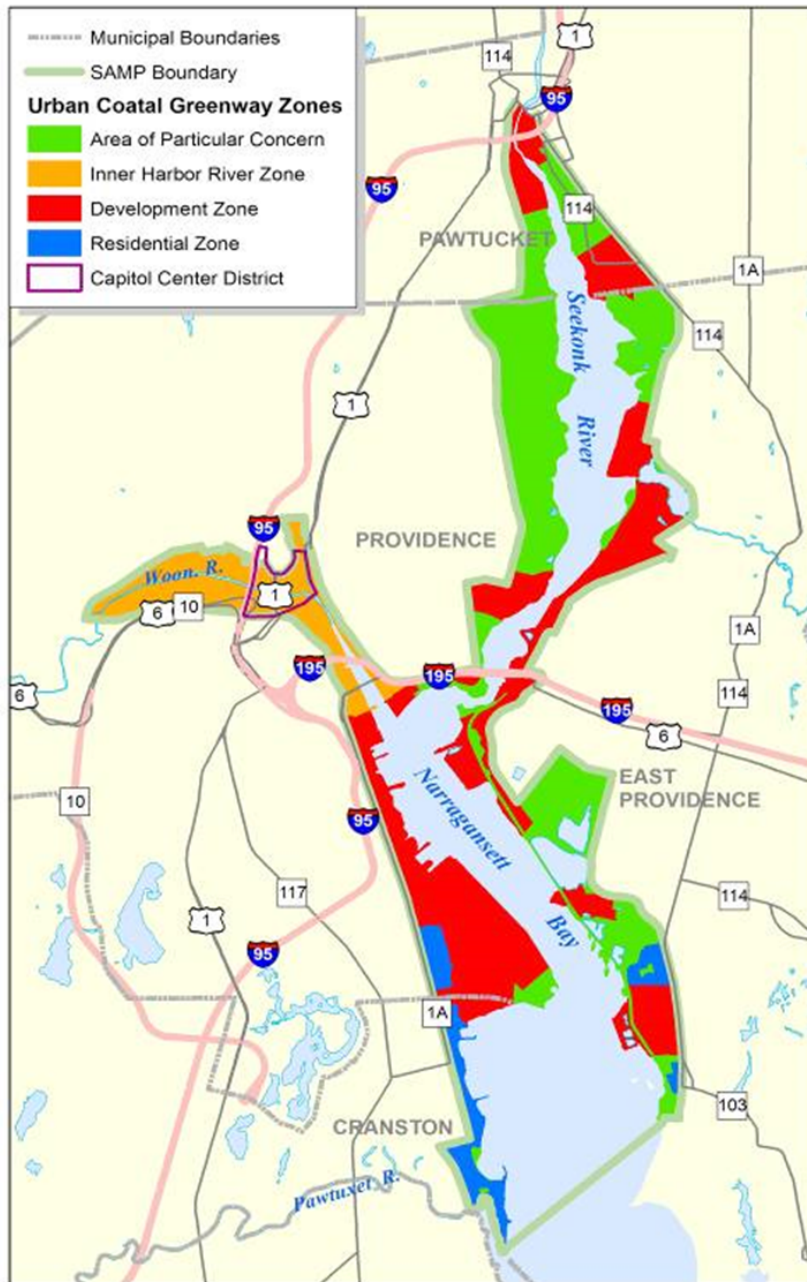 Municipal Boundaries
SAMP Boundary
Urban Coatal Greenway Zones
Area of Particular Concern
Inner Harbor River Zone
Development Zone
Residential Zone
Capitol Center District
1
114
95
95
114
PAWTUCKET
1A
Seekonk
River
114
1
95
PROVIDENCE
Woon. R.
1
10
6
1A
195
195
6
114
195
6
EAST
PROVIDENCE
10
Narragansett
Bay
95
117
114
1
95
1A
103
CRANSTON
Pawtuxet R.